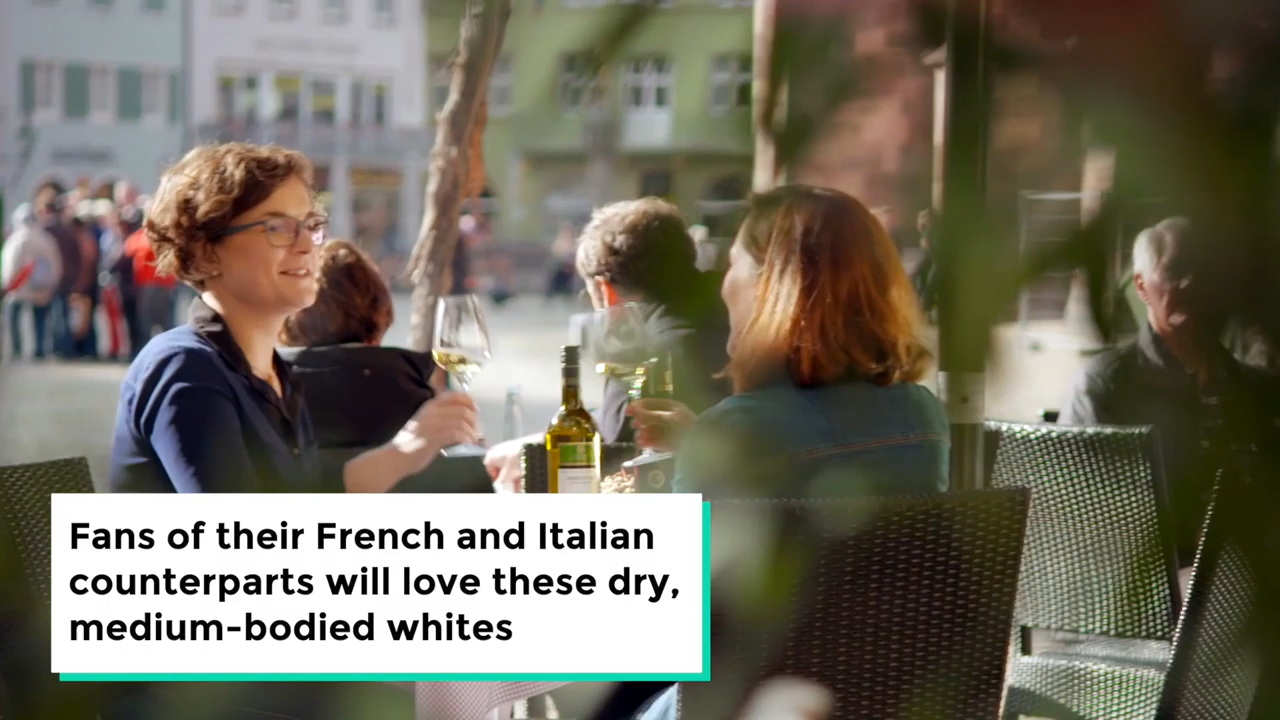 Fans of their French and Italian
counterparts will love these dry,
medium-bodied whites